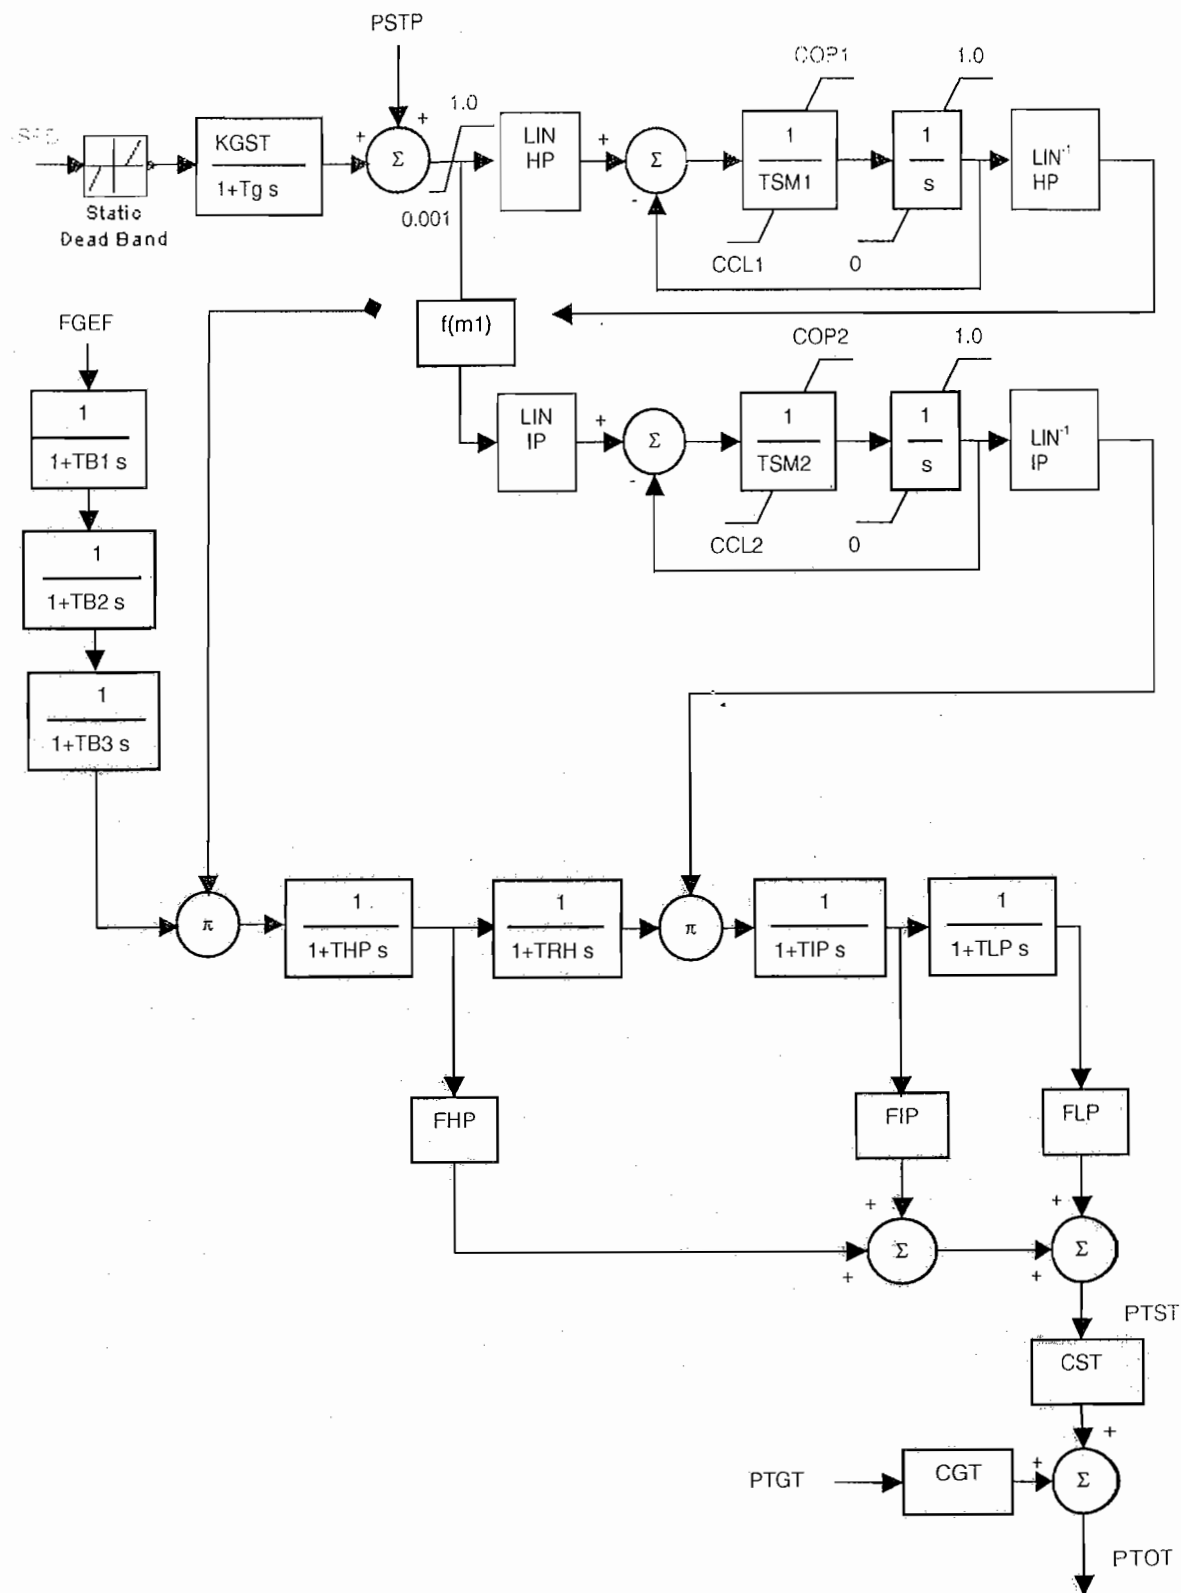 PSTP
COP1
1.0
1.0
KGST
1+Tg s
+
+
Σ
0.001
LIN
HP
+
Σ
-
1
TSM1
1
s
LIN⁻¹
HP
Static
Dead Band
CCL1
0
FGEF
f(m1)
COP2
1.0
1
1+TB1 s
LIN
IP
+
Σ
-
1
TSM2
1
s
LIN⁻¹
IP
CCL2
0
1
1+TB2 s
1
1+TB3 s
π
1
1+THP s
1
1+TRH s
π
1
1+TIP s
1
1+TLP s
FHP
FIP
FLP
+
+
Σ
+
+
Σ
PTST
CST
+
PTGT
CGT
+
Σ
PTOT